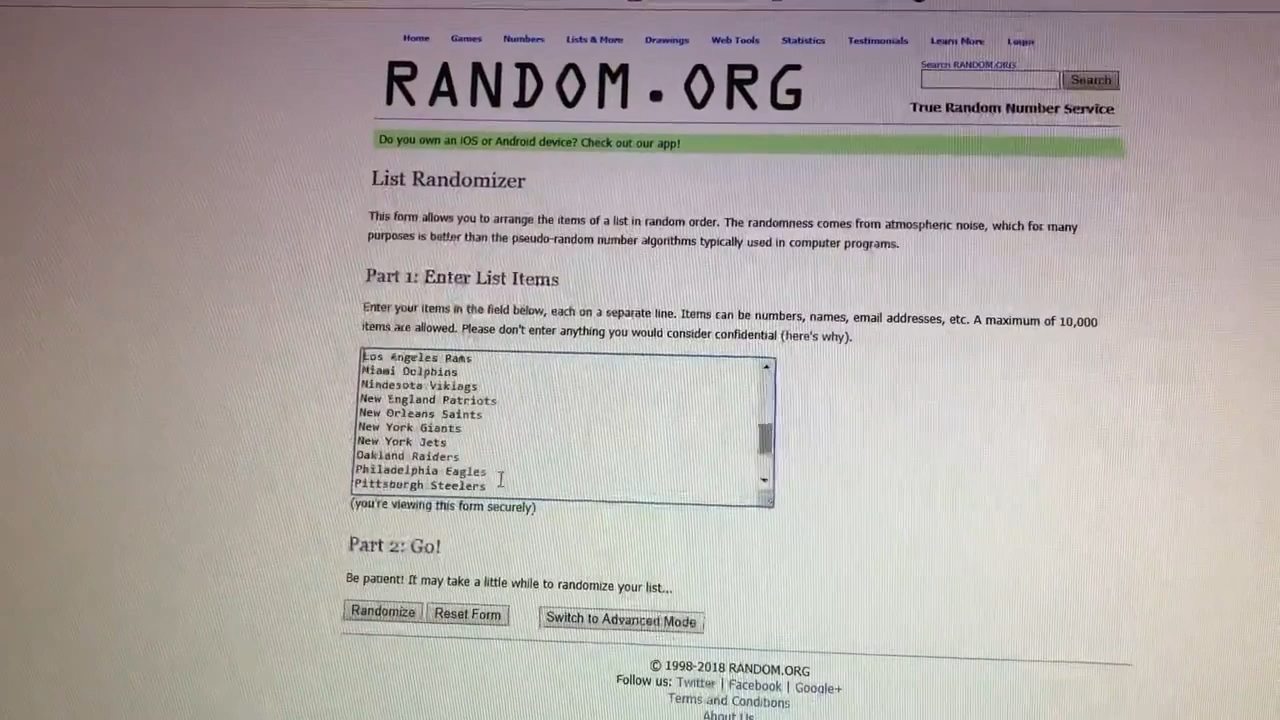 Home Games Numbers Lists & More Drawings Web Tools Statistics Testimonials Learn More Login
RANDOM.ORG
Search RANDOM.ORG
Search
True Random Number Service
Do you own an iOS or Android device? Check out our app!
List Randomizer
This form allows you to arrange the items of a list in random order. The randomness comes from atmospheric noise, which for many
purposes is better than the pseudo-random number algorithms typically used in computer programs.
Part 1: Enter List Items
Enter your items in the field below, each on a separate line. Items can be numbers, names, email addresses, etc. A maximum of 10,000
items are allowed. Please don't enter anything you would consider confidential (here's why).
Los Angeles Rams
Miami Dolphins
Mindesota Vikings
New England Patriots
New Orleans Saints
New York Giants
New York Jets
Oakland Raiders
Philadelphia Eagles
Pittsburgh Steelers
(you're viewing this form securely)
Part 2: Go!
Be patient! It may take a little while to randomize your list...
Randomize Reset Form Switch to Advanced Mode
© 1998-2018 RANDOM.ORG
Follow us: Twitter | Facebook | Google+
Terms and Conditions
About Us